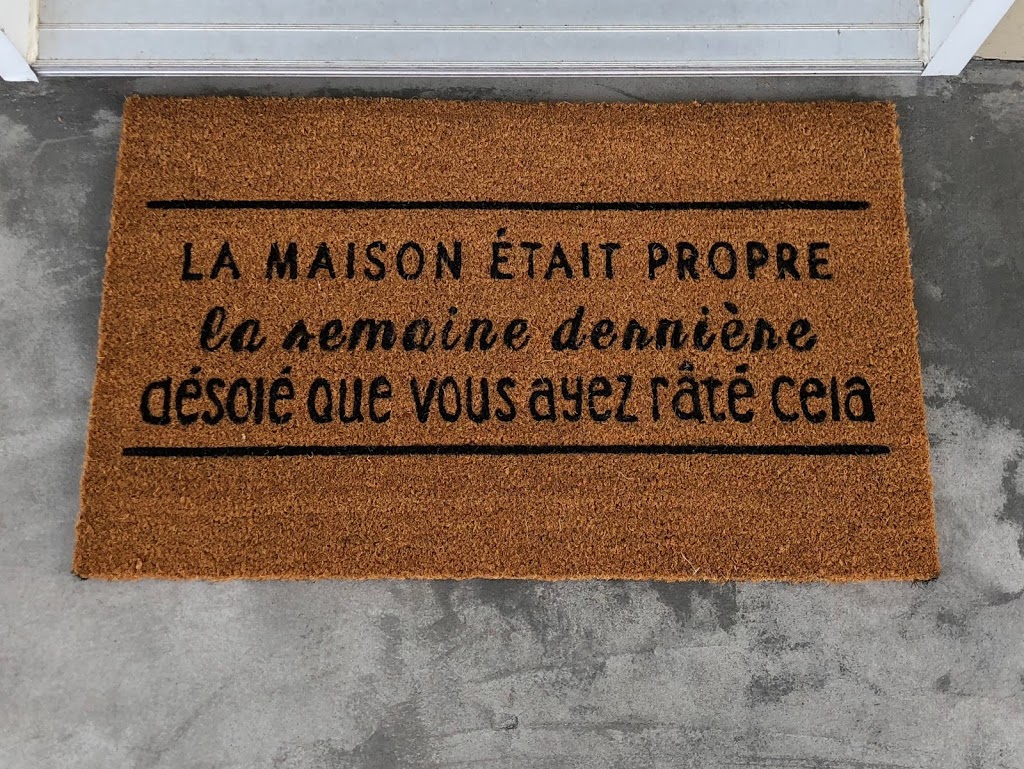 LA MAISON ÉTAIT PROPRE
la semaine dernière
désolé que vous ayez râté cela